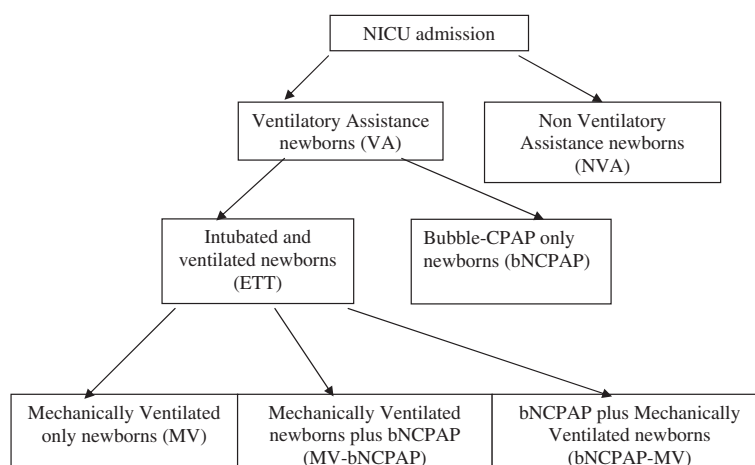 NICU admission
Ventilatory Assistance
newborns (VA)
Non Ventilatory
Assistance newborns
(NVA)
Intubated and
ventilated newborns
(ETT)
Bubble-CPAP only
newborns (bNCPAP)
Mechanically Ventilated
only newborns (MV)
Mechanically Ventilated
newborns plus bNCPAP
(MV-bNCPAP)
bNCPAP plus Mechanically
Ventilated newborns
(bNCPAP-MV)